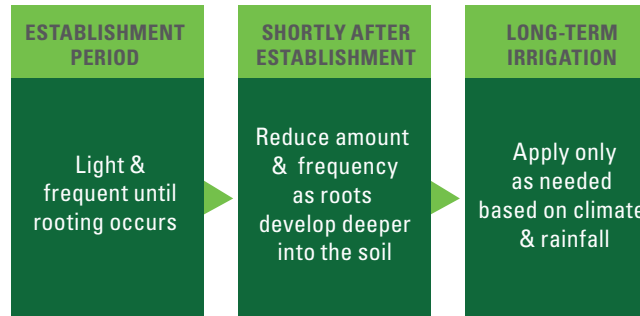 ESTABLISHMENT
PERIOD
Light &
frequent until
rooting occurs
SHORTLY AFTER
ESTABLISHMENT
Reduce amount
& frequency
as roots
develop deeper
into the soil
LONG-TERM
IRRIGATION
Apply only
as needed
based on climate
& rainfall